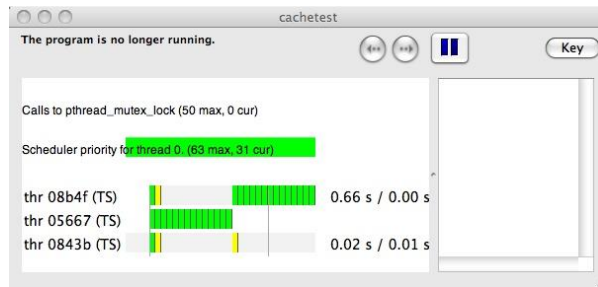 cachetest
The program is no longer running.
Key
Calls to pthread_mutex_lock (50 max, 0 cur)
Scheduler priority for thread 0. (63 max, 31 cur)
thr 08b4f (TS) 0.66 s / 0.00 s
thr 05667 (TS)
thr 0843b (TS) 0.02 s / 0.01 s